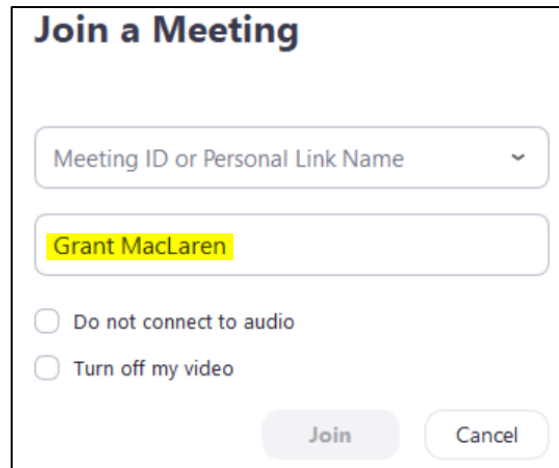 Join a Meeting
Meeting ID or Personal Link Name
Grant MacLaren
Do not connect to audio
Turn off my video
Join Cancel